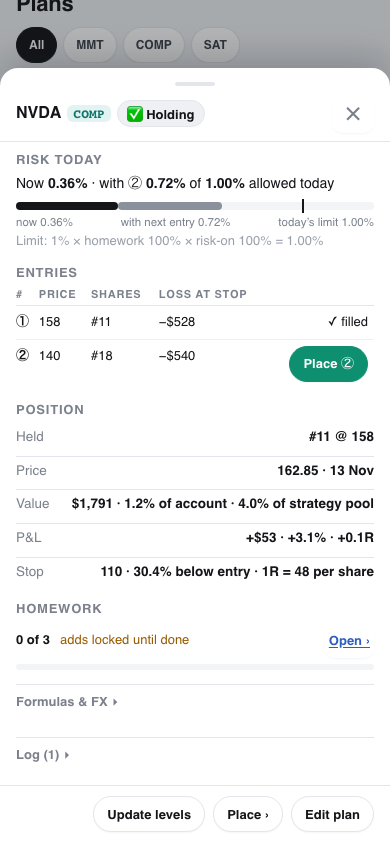 Plans
All MMT COMP SAT
NVDA COMP ✅ Holding ✕
RISK TODAY
Now 0.36% · with ② 0.72% of 1.00% allowed today
now 0.36% with next entry 0.72% today's limit 1.00%
Limit: 1% × homework 100% × risk-on 100% = 1.00%
ENTRIES
# PRICE SHARES LOSS AT STOP
① 158 #11 −$528 ✓ filled
② 140 #18 −$540 Place ②
POSITION
Held #11 @ 158
Price 162.85 · 13 Nov
Value $1,791 · 1.2% of account · 4.0% of strategy pool
P&L +$53 · +3.1% · +0.1R
Stop 110 · 30.4% below entry · 1R = 48 per share
HOMEWORK
0 of 3 adds locked until done Open ›
Formulas & FX ▸
Log (1) ▸
Update levels Place › Edit plan